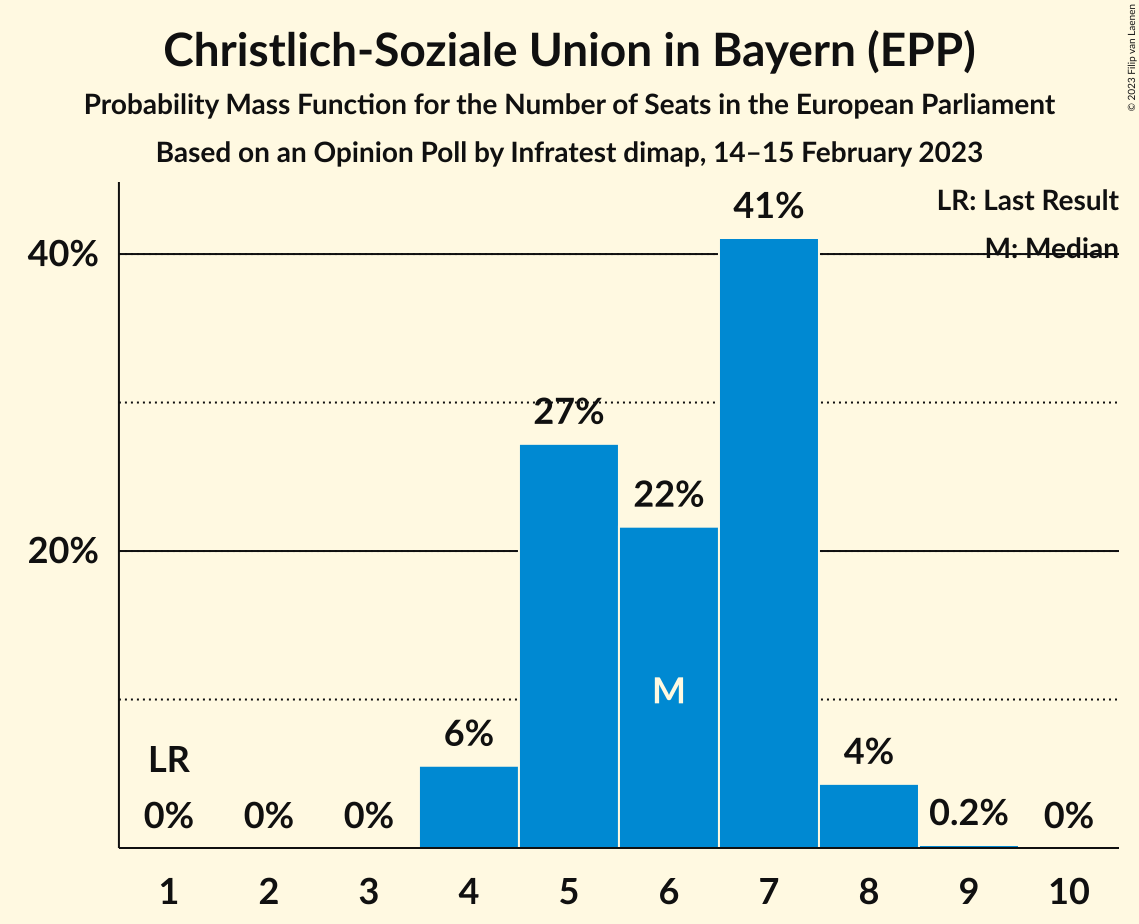 Christlich-Soziale Union in Bayern (EPP)
Probability Mass Function for the Number of Seats in the European Parliament
Based on an Opinion Poll by Infratest dimap, 14–15 February 2023
© 2023 Filip van Laenen
LR: Last Result
M: Median
41%
40%
27%
22%
20%
M
6%
4%
LR
0% 0% 0% 0.2% 0%
1 2 3 4 5 6 7 8 9 10